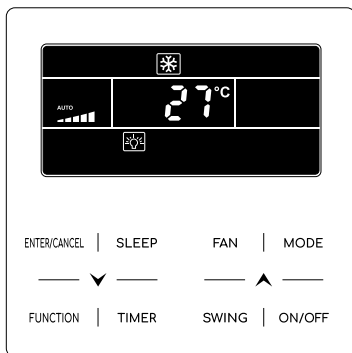 27°C
AUTO
ENTER/CANCEL SLEEP FAN MODE
FUNCTION TIMER SWING ON/OFF